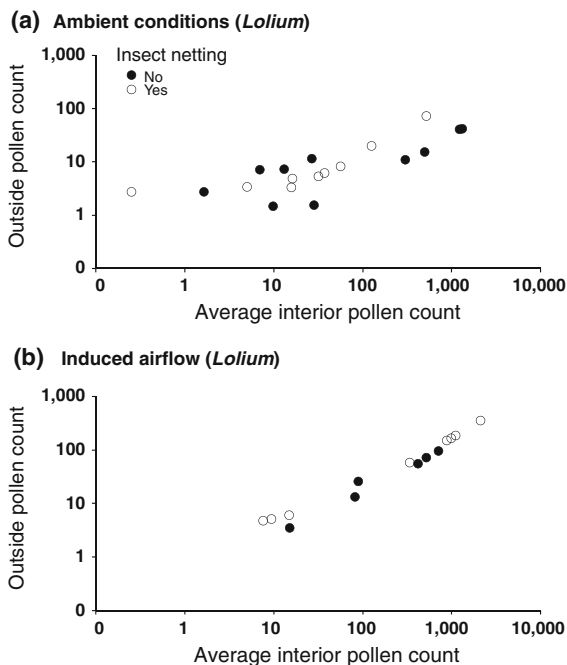 (a) Ambient conditions (Lolium)
Insect netting
No
Yes
1,000
100
10
1
0
Outside pollen count
0 1 10 100 1,000 10,000
Average interior pollen count
(b) Induced airflow (Lolium)
1,000
100
10
1
0
Outside pollen count
0 1 10 100 1,000 10,000
Average interior pollen count